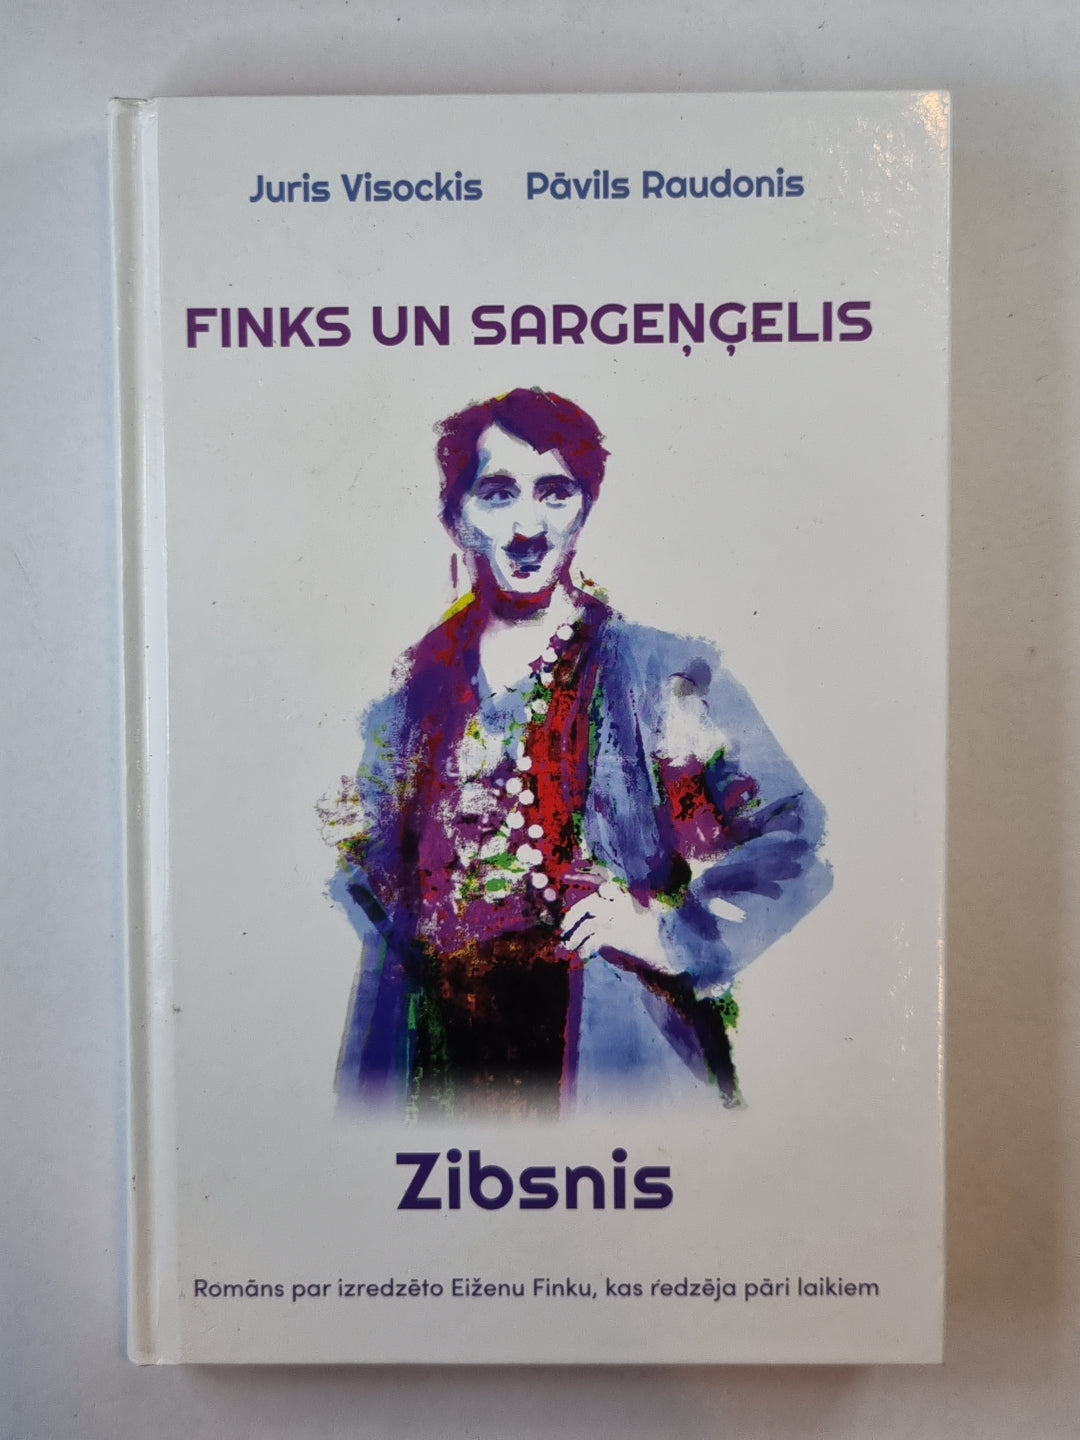 Juris Visockis Pāvils Raudonis
FINKS UN SARGEŅĢELIS
Zibsnis
Romāns par izredzēto Eiženu Finku, kas redzēja pāri laikiem